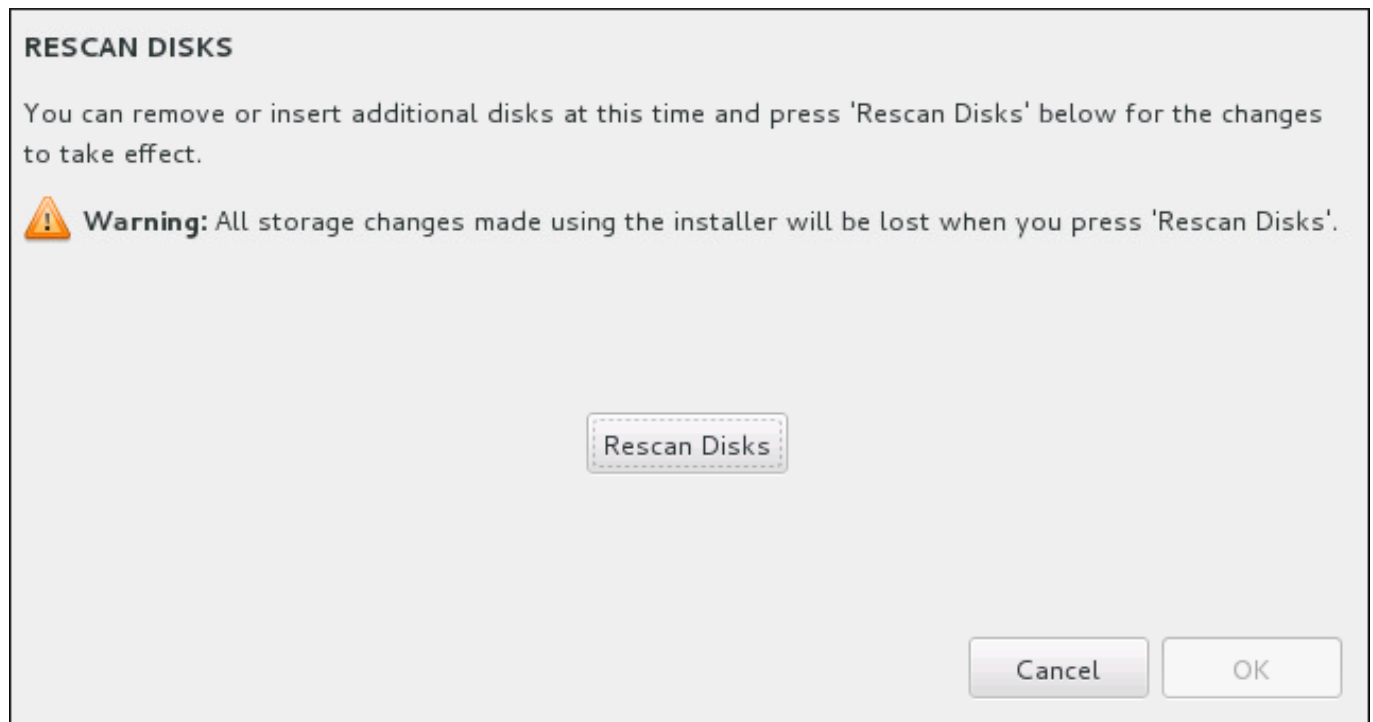 RESCAN DISKS
You can remove or insert additional disks at this time and press 'Rescan Disks' below for the changes
to take effect.
Warning: All storage changes made using the installer will be lost when you press 'Rescan Disks'.
Rescan Disks
Cancel
OK